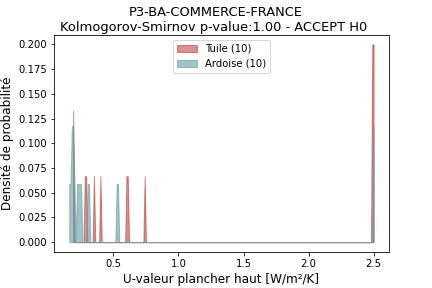 P3-BA-COMMERCE-FRANCE
Kolmogorov-Smirnov p-value:1.00 - ACCEPT H0
Tuile (10)
Ardoise (10)
Densité de probabilité
0.200
0.175
0.150
0.125
0.100
0.075
0.050
0.025
0.000
0.5
1.0
1.5
2.0
2.5
U-valeur plancher haut [W/m²/K]